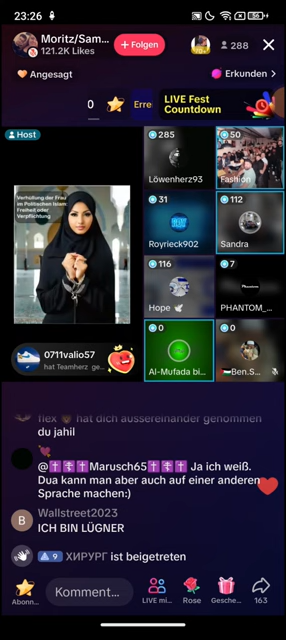 23:26
56
Moritz/Sam...
121.2K Likes
+ Folgen
288
Angesagt
Erkunden >
0
Erre
LIVE Fest
Countdown
Host
Verhüllung der Frau
im Politischen Islam
Freiheit oder
Verpflichtung
285
Löwenherz93
50
Fashion
31
Royrieck902
112
Sandra
116
Hope 🕊
7
PHANTOM_...
0
Al-Mufada bi...
0
🇵🇸Ben.S...
0711valio57
hat Teamherz ge...
flex hat dich aussereinander genommen
du jahil
@✝️☦️✝️Marusch65✝️☦️✝️ Ja ich weiß.
Dua kann man aber auch auf einer anderen
Sprache machen:)
B
Wallstreet2023
ICH BIN LÜGNER
9 ХИРУРГ ist beigetreten
Abonn...
Komment...
LIVE mi...
Rose
Gesche...
163